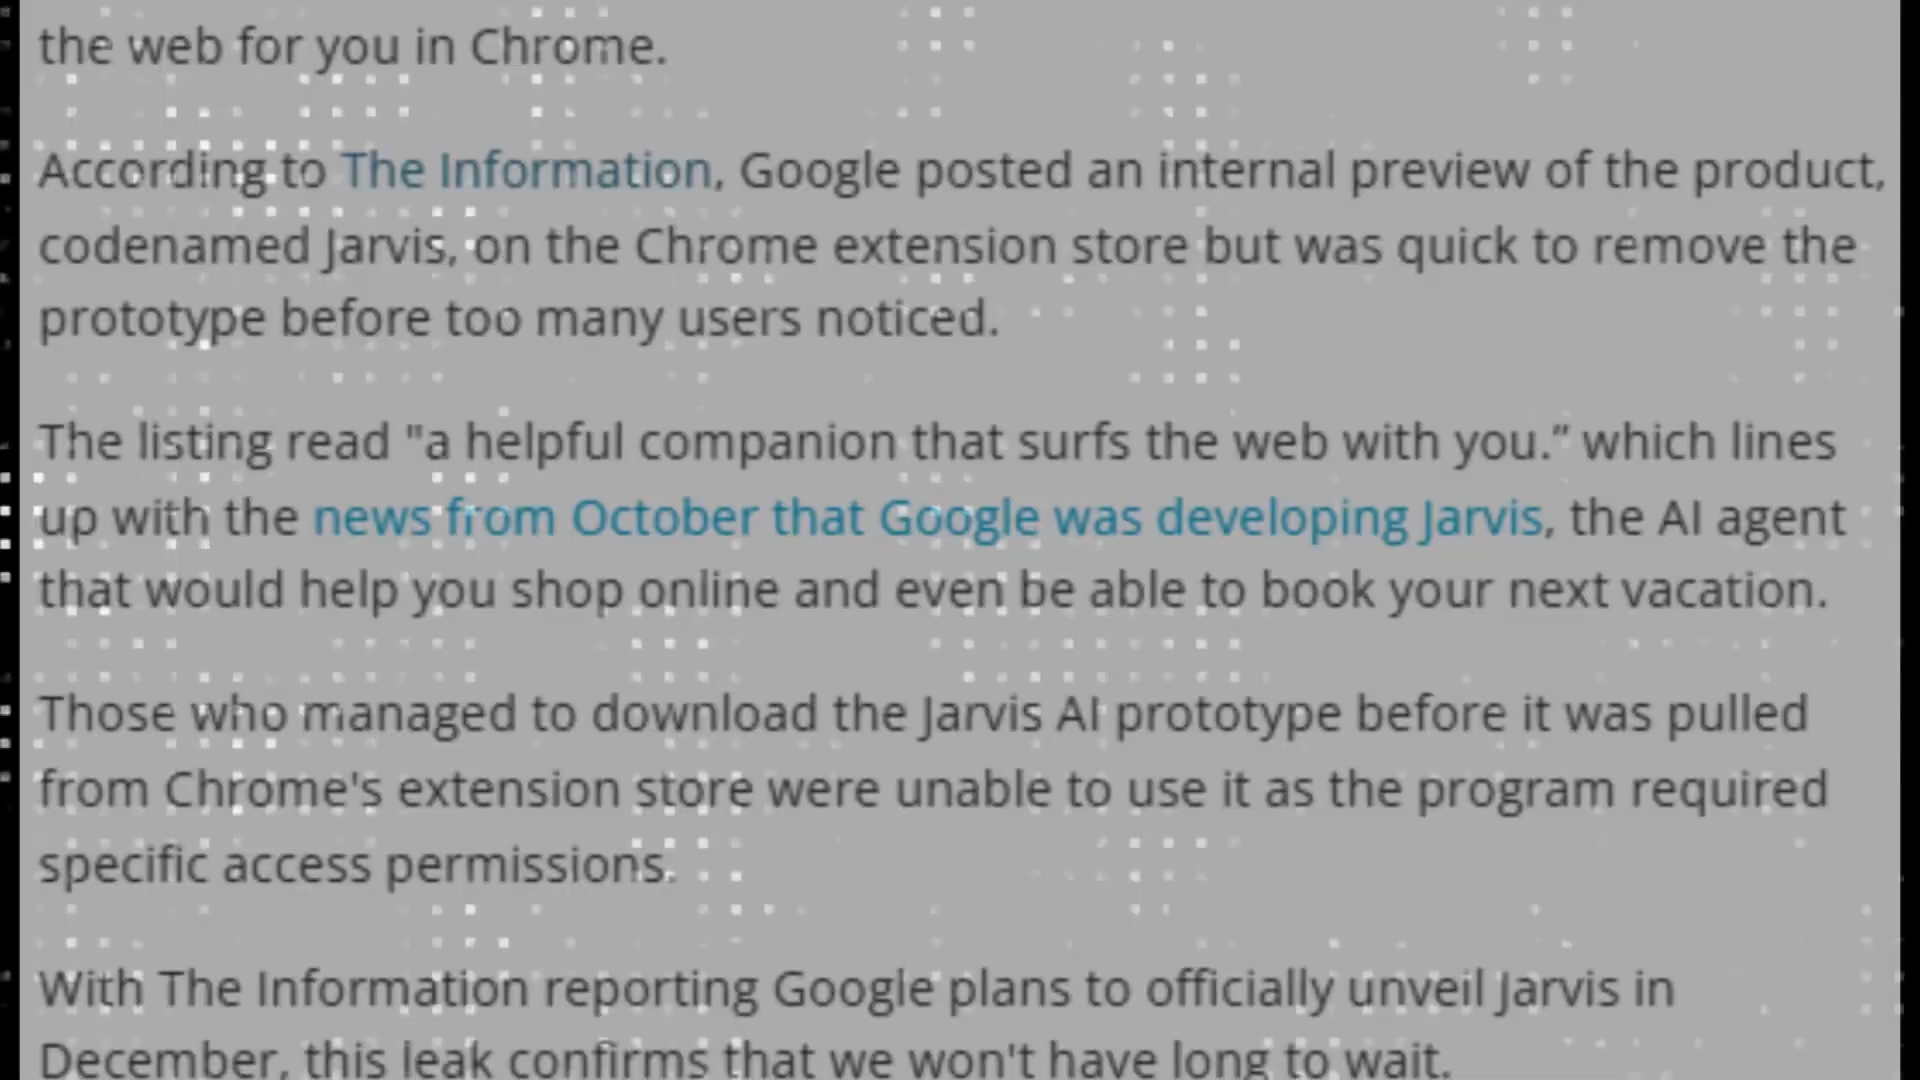 the web for you in Chrome.
According to The Information, Google posted an internal preview of the product,
codenamed Jarvis, on the Chrome extension store but was quick to remove the
prototype before too many users noticed.
The listing read "a helpful companion that surfs the web with you.” which lines
up with the news from October that Google was developing Jarvis, the AI agent
that would help you shop online and even be able to book your next vacation.
Those who managed to download the Jarvis AI prototype before it was pulled
from Chrome's extension store were unable to use it as the program required
specific access permissions.
With The Information reporting Google plans to officially unveil Jarvis in
December, this leak confirms that we won't have long to wait.